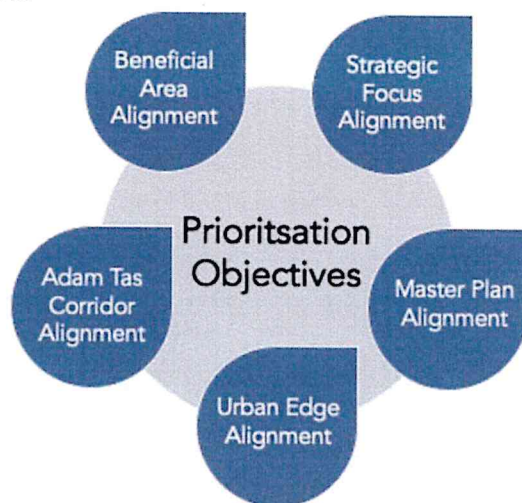 Beneficial
Area
Alignment
Strategic
Focus
Alignment
Prioritsation
Objectives
Adam Tas
Corridor
Alignment
Master Plan
Alignment
Urban Edge
Alignment